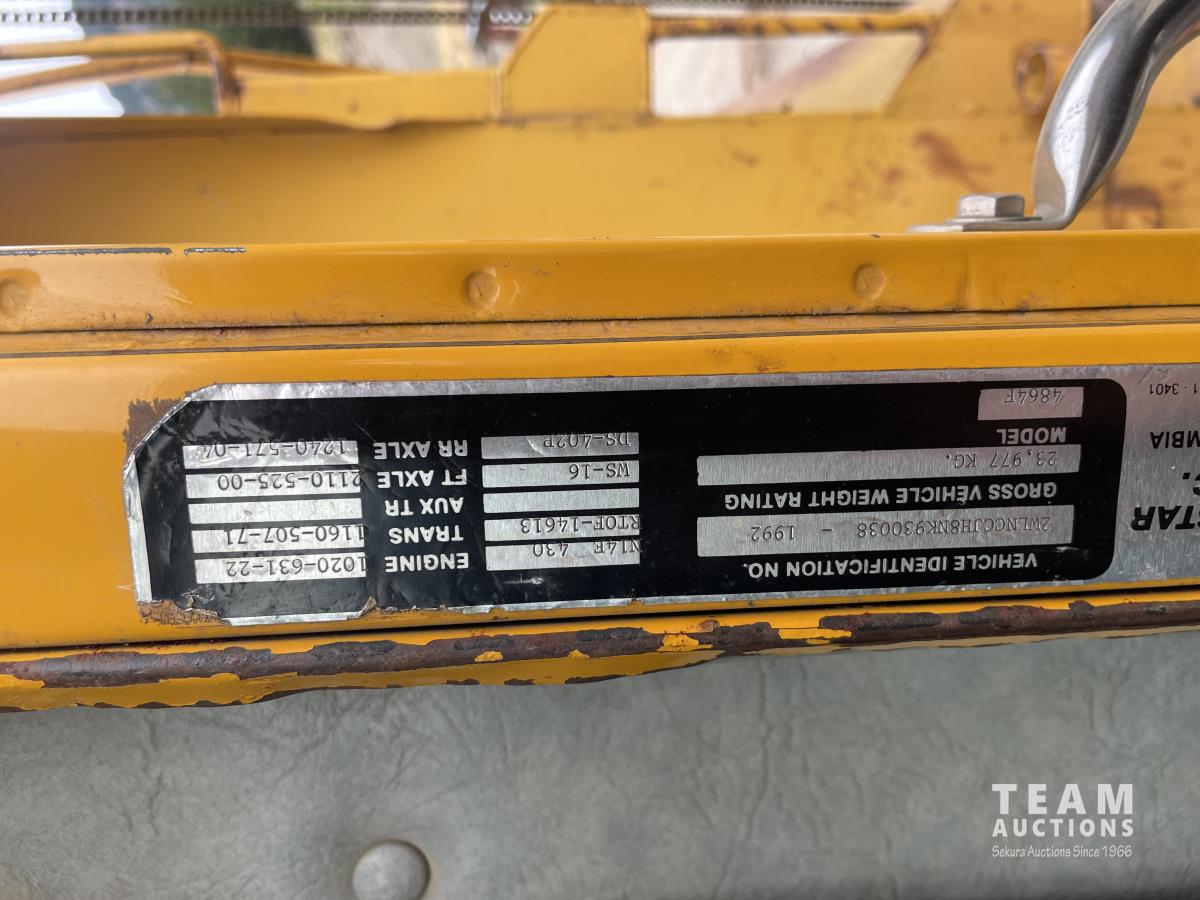 STAR
C.
MBIA
1 · 3401
VEHICLE IDENTIFICATION NO.
2WLNCCJH8NK930038 - 1992
GROSS VEHICLE WEIGHT RATING
23,977 KG.
MODEL
4864F
ENGINE
N14E 430
1020-631-22
TRANS
RTOF-14613
1160-507-71
AUX TR
FT AXLE
WS-16
2110-525-00
RR AXLE
DS-402P
1240-571-04
TEAM
AUCTIONS
Sekura Auctions Since 1966